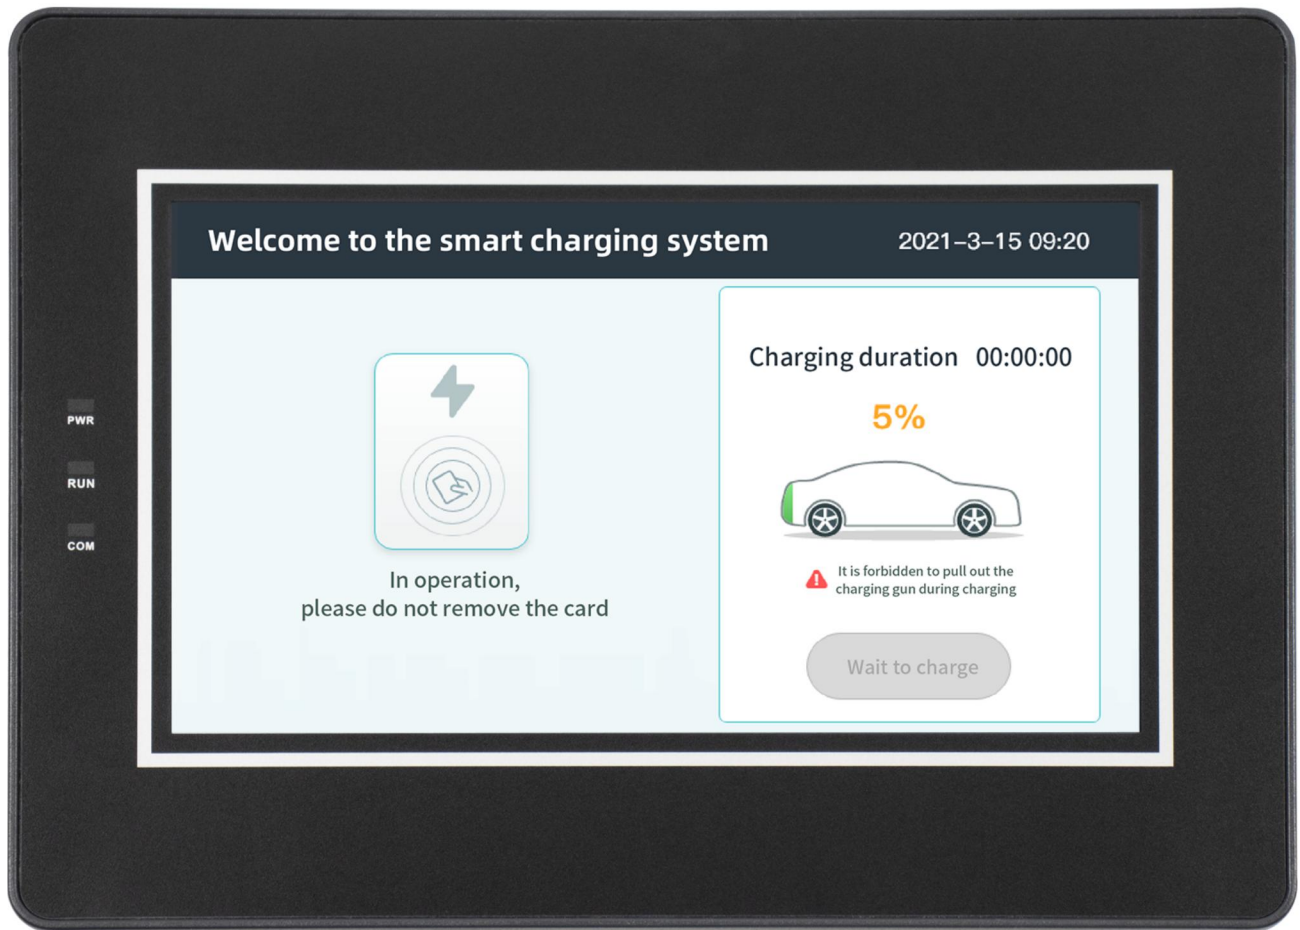 Welcome to the smart charging system
2021-3-15 09:20
PWR
RUN
COM
In operation,
please do not remove the card
Charging duration 00:00:00
5%
It is forbidden to pull out the
charging gun during charging
Wait to charge